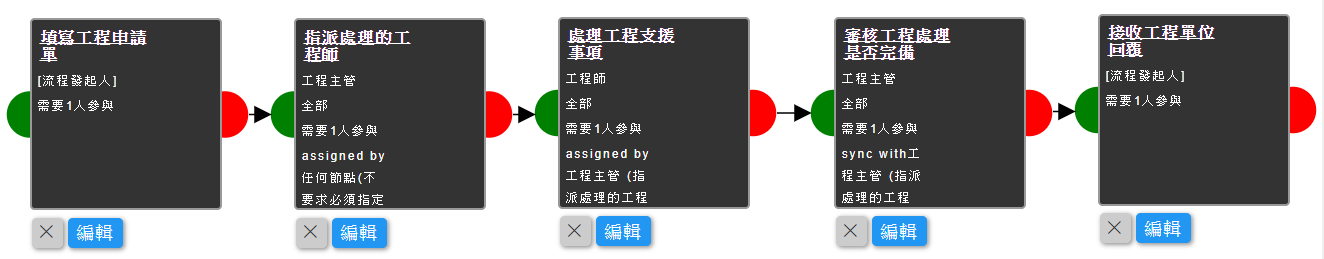 填寫工程申請
單
[流程發起人]
需要1人參與
╳
編輯
指派處理的工
程師
工程主管
全部
需要1人參與
assigned by
任何節點(不
要求必須指定
╳
編輯
處理工程支援
事項
工程師
全部
需要1人參與
assigned by
工程主管 (指
派處理的工程
╳
編輯
審核工程處理
是否完備
工程主管
全部
需要1人參與
sync with工
程主管 (指派
處理的工程
╳
編輯
接收工程單位
回覆
[流程發起人]
需要1人參與
╳
編輯